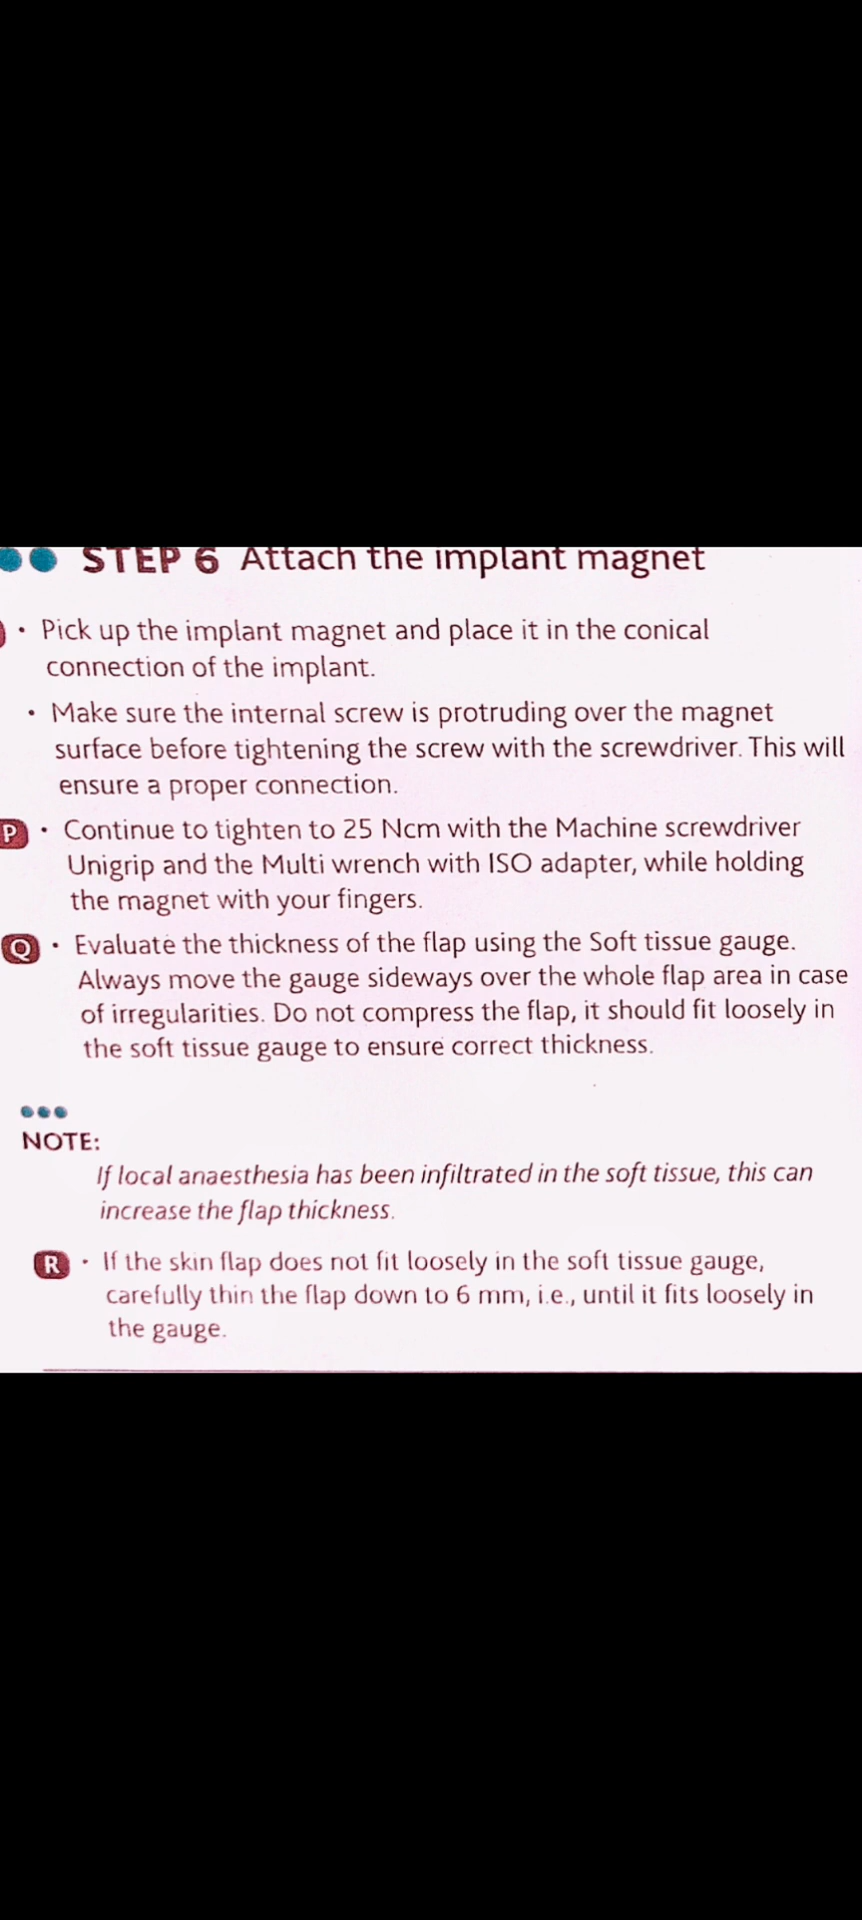 STEP 6 Attach the implant magnet
• Pick up the implant magnet and place it in the conical
connection of the implant.
• Make sure the internal screw is protruding over the magnet
surface before tightening the screw with the screwdriver. This will
ensure a proper connection.
P • Continue to tighten to 25 Ncm with the Machine screwdriver
Unigrip and the Multi wrench with ISO adapter, while holding
the magnet with your fingers.
Q • Evaluate the thickness of the flap using the Soft tissue gauge.
Always move the gauge sideways over the whole flap area in case
of irregularities. Do not compress the flap, it should fit loosely in
the soft tissue gauge to ensure correct thickness.
NOTE:
If local anaesthesia has been infiltrated in the soft tissue, this can
increase the flap thickness.
R • If the skin flap does not fit loosely in the soft tissue gauge,
carefully thin the flap down to 6 mm, i.e., until it fits loosely in
the gauge.